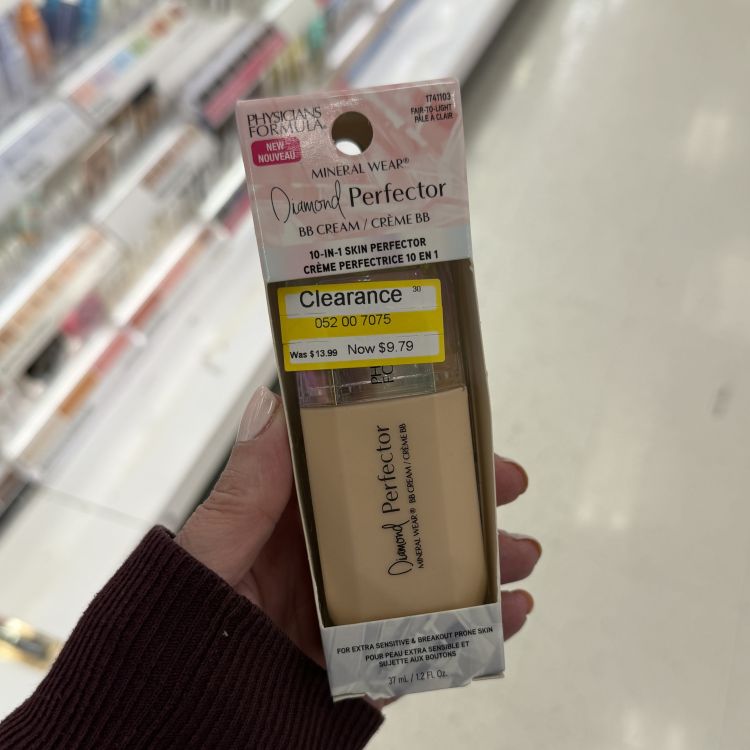 PHYSICIANS
FORMULA®
1741103
FAIR-TO-LIGHT
PÂLE À CLAIR
NEW
NOUVEAU
MINERAL WEAR®
Diamond Perfector
BB CREAM / CRÈME BB
10-IN-1 SKIN PERFECTOR
CRÈME PERFECTRICE 10 EN 1
Clearance 30
052 00 7075
Was $13.99 Now $9.79
Diamond Perfector
MINERAL WEAR® BB CREAM / CRÈME BB
FOR EXTRA SENSITIVE & BREAKOUT PRONE SKIN
POUR PEAU EXTRA SENSIBLE ET
SUJETTE AUX BOUTONS
37 mL / 1.2 FL Oz.